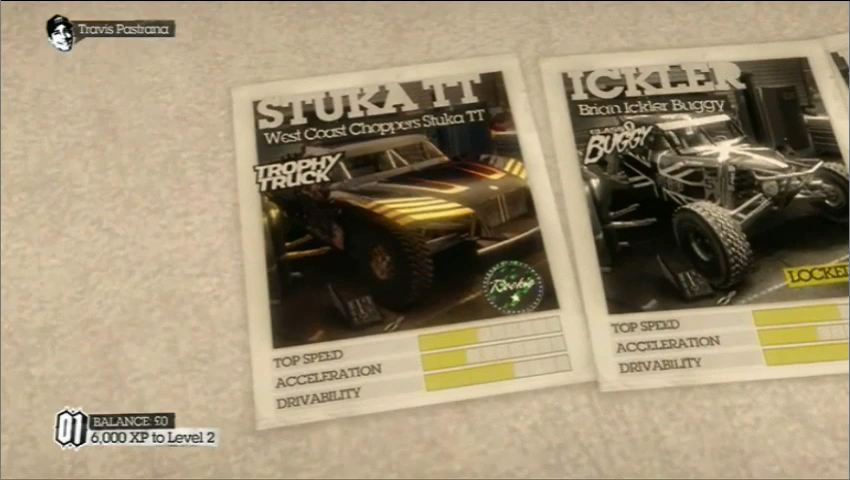 Travis Pastrana
STUKA TT
West Coast Choppers Stuka TT
TROPHY
TRUCK
Rookie
TOP SPEED
ACCELERATION
DRIVABILITY
ICKLER
Brian Ickler Buggy
BUGGY
LOCKED
TOP SPEED
ACCELERATION
DRIVABILITY
01
BALANCE: £0
6,000 XP to Level 2